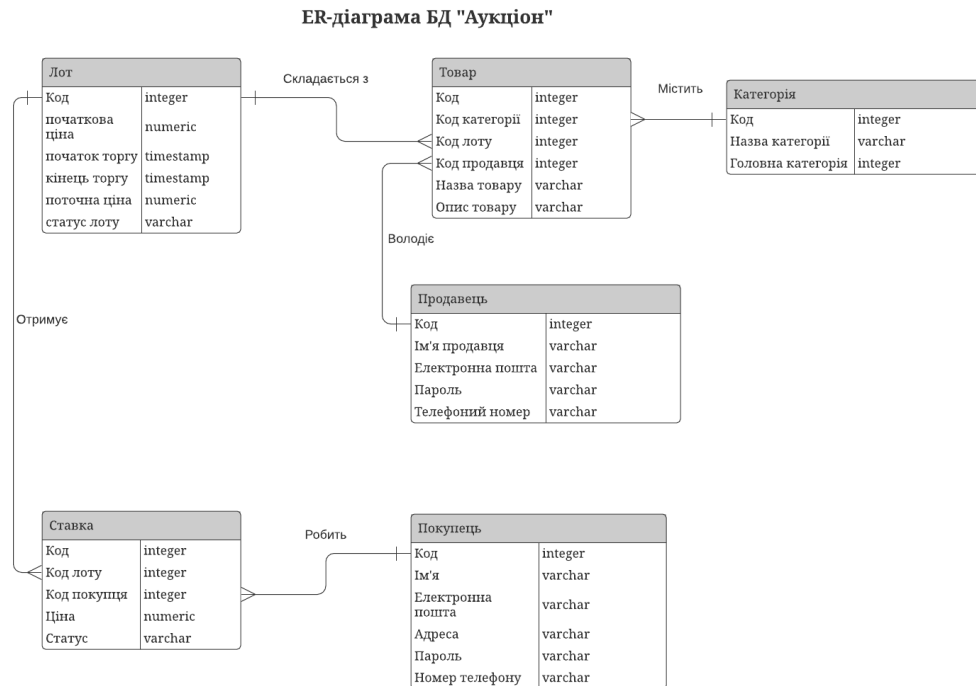 ER-діаграма БД "Аукціон"
Лот
Код integer
початкова
ціна numeric
початок торгу timestamp
кінець торгу timestamp
поточна ціна numeric
статус лоту varchar
Складається з
Товар
Код integer
Код категорії integer
Код лоту integer
Код продавця integer
Назва товару varchar
Опис товару varchar
Містить
Категорія
Код integer
Назва категорії varchar
Головна категорія integer
Володіє
Продавець
Код integer
Ім'я продавця varchar
Електронна пошта varchar
Пароль varchar
Телефоний номер varchar
Отримує
Ставка
Код integer
Код лоту integer
Код покупця integer
Ціна numeric
Статус varchar
Робить
Покупець
Код integer
Ім'я varchar
Електронна
пошта varchar
Адреса varchar
Пароль varchar
Номер телефону varchar